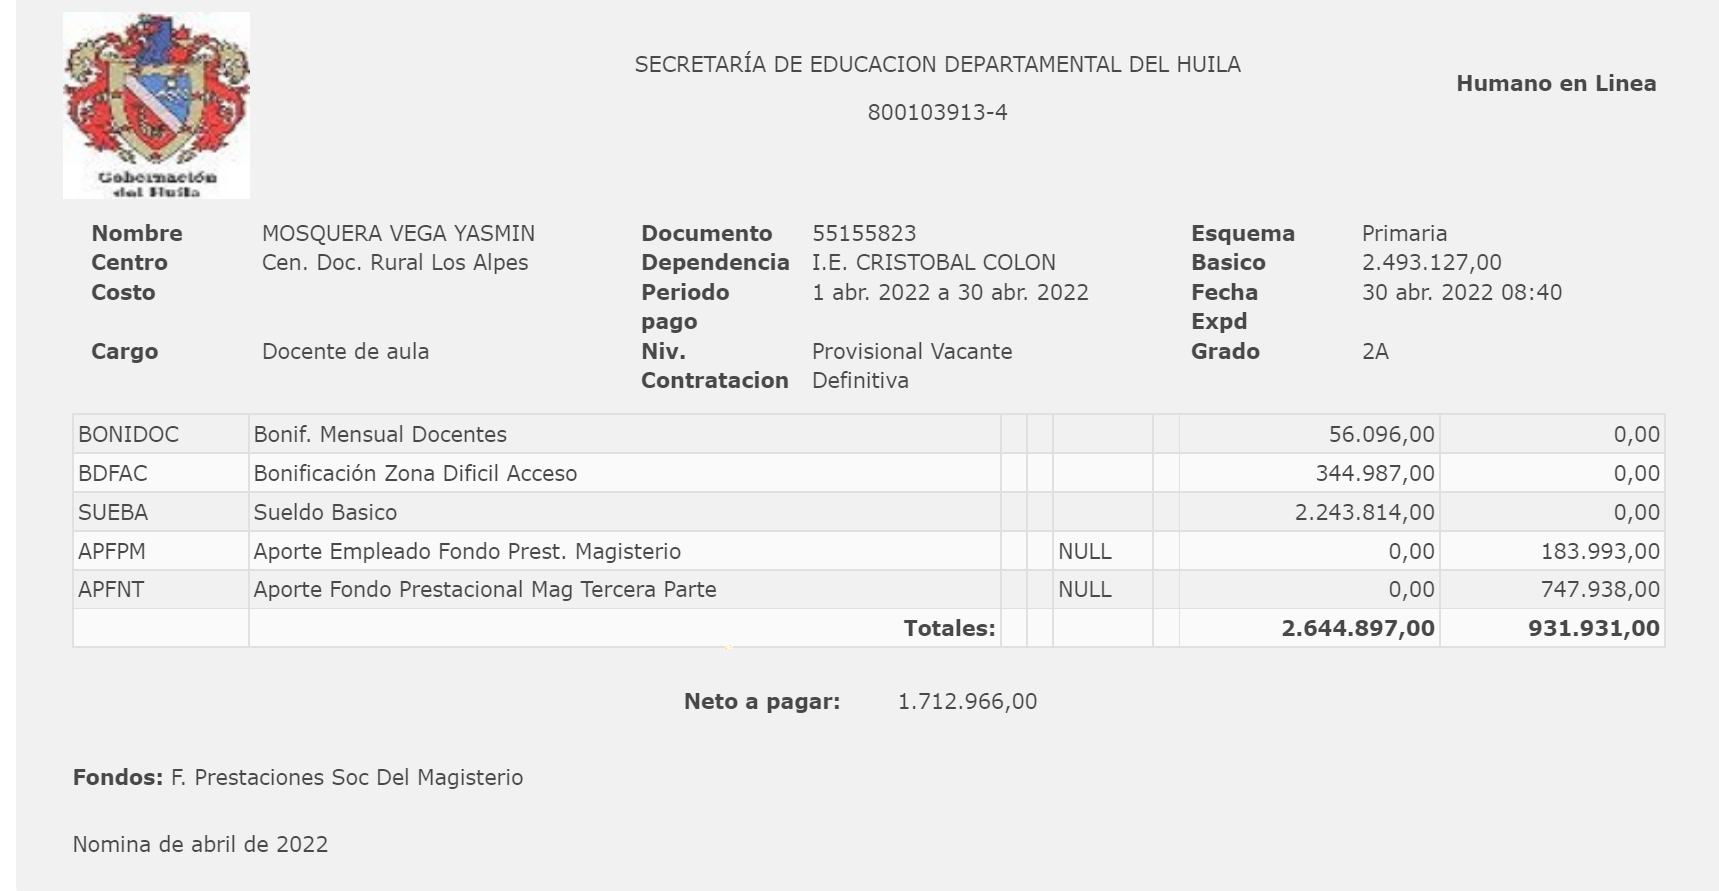 Gobernación
del Huila
SECRETARÍA DE EDUCACION DEPARTAMENTAL DEL HUILA
800103913-4
Humano en Linea
Nombre MOSQUERA VEGA YASMIN Documento 55155823 Esquema Primaria
Centro Cen. Doc. Rural Los Alpes Dependencia I.E. CRISTOBAL COLON Basico 2.493.127,00
Costo Periodo 1 abr. 2022 a 30 abr. 2022 Fecha 30 abr. 2022 08:40
pago Expd
Cargo Docente de aula Niv. Provisional Vacante Grado 2A
Contratacion Definitiva
BONIDOC Bonif. Mensual Docentes 56.096,00 0,00
BDFAC Bonificación Zona Dificil Acceso 344.987,00 0,00
SUEBA Sueldo Basico 2.243.814,00 0,00
APFPM Aporte Empleado Fondo Prest. Magisterio NULL 0,00 183.993,00
APFNT Aporte Fondo Prestacional Mag Tercera Parte NULL 0,00 747.938,00
Totales: 2.644.897,00 931.931,00
Neto a pagar: 1.712.966,00
Fondos: F. Prestaciones Soc Del Magisterio
Nomina de abril de 2022